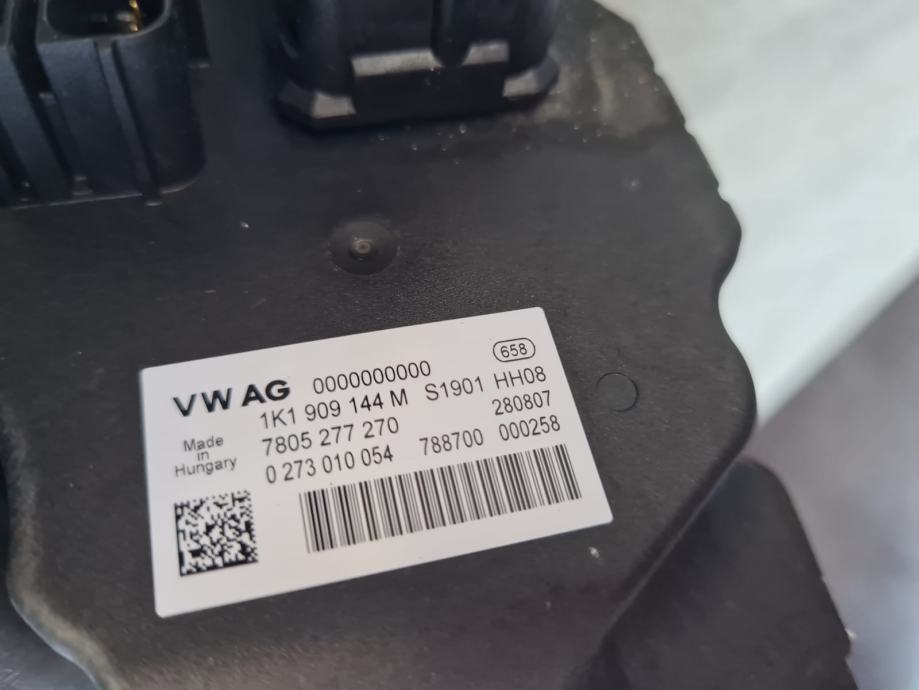 VW AG 0000000000 658
1K1 909 144 M S1901 HH08
Made in Hungary
7805 277 270 280807
0 273 010 054 788700 000258